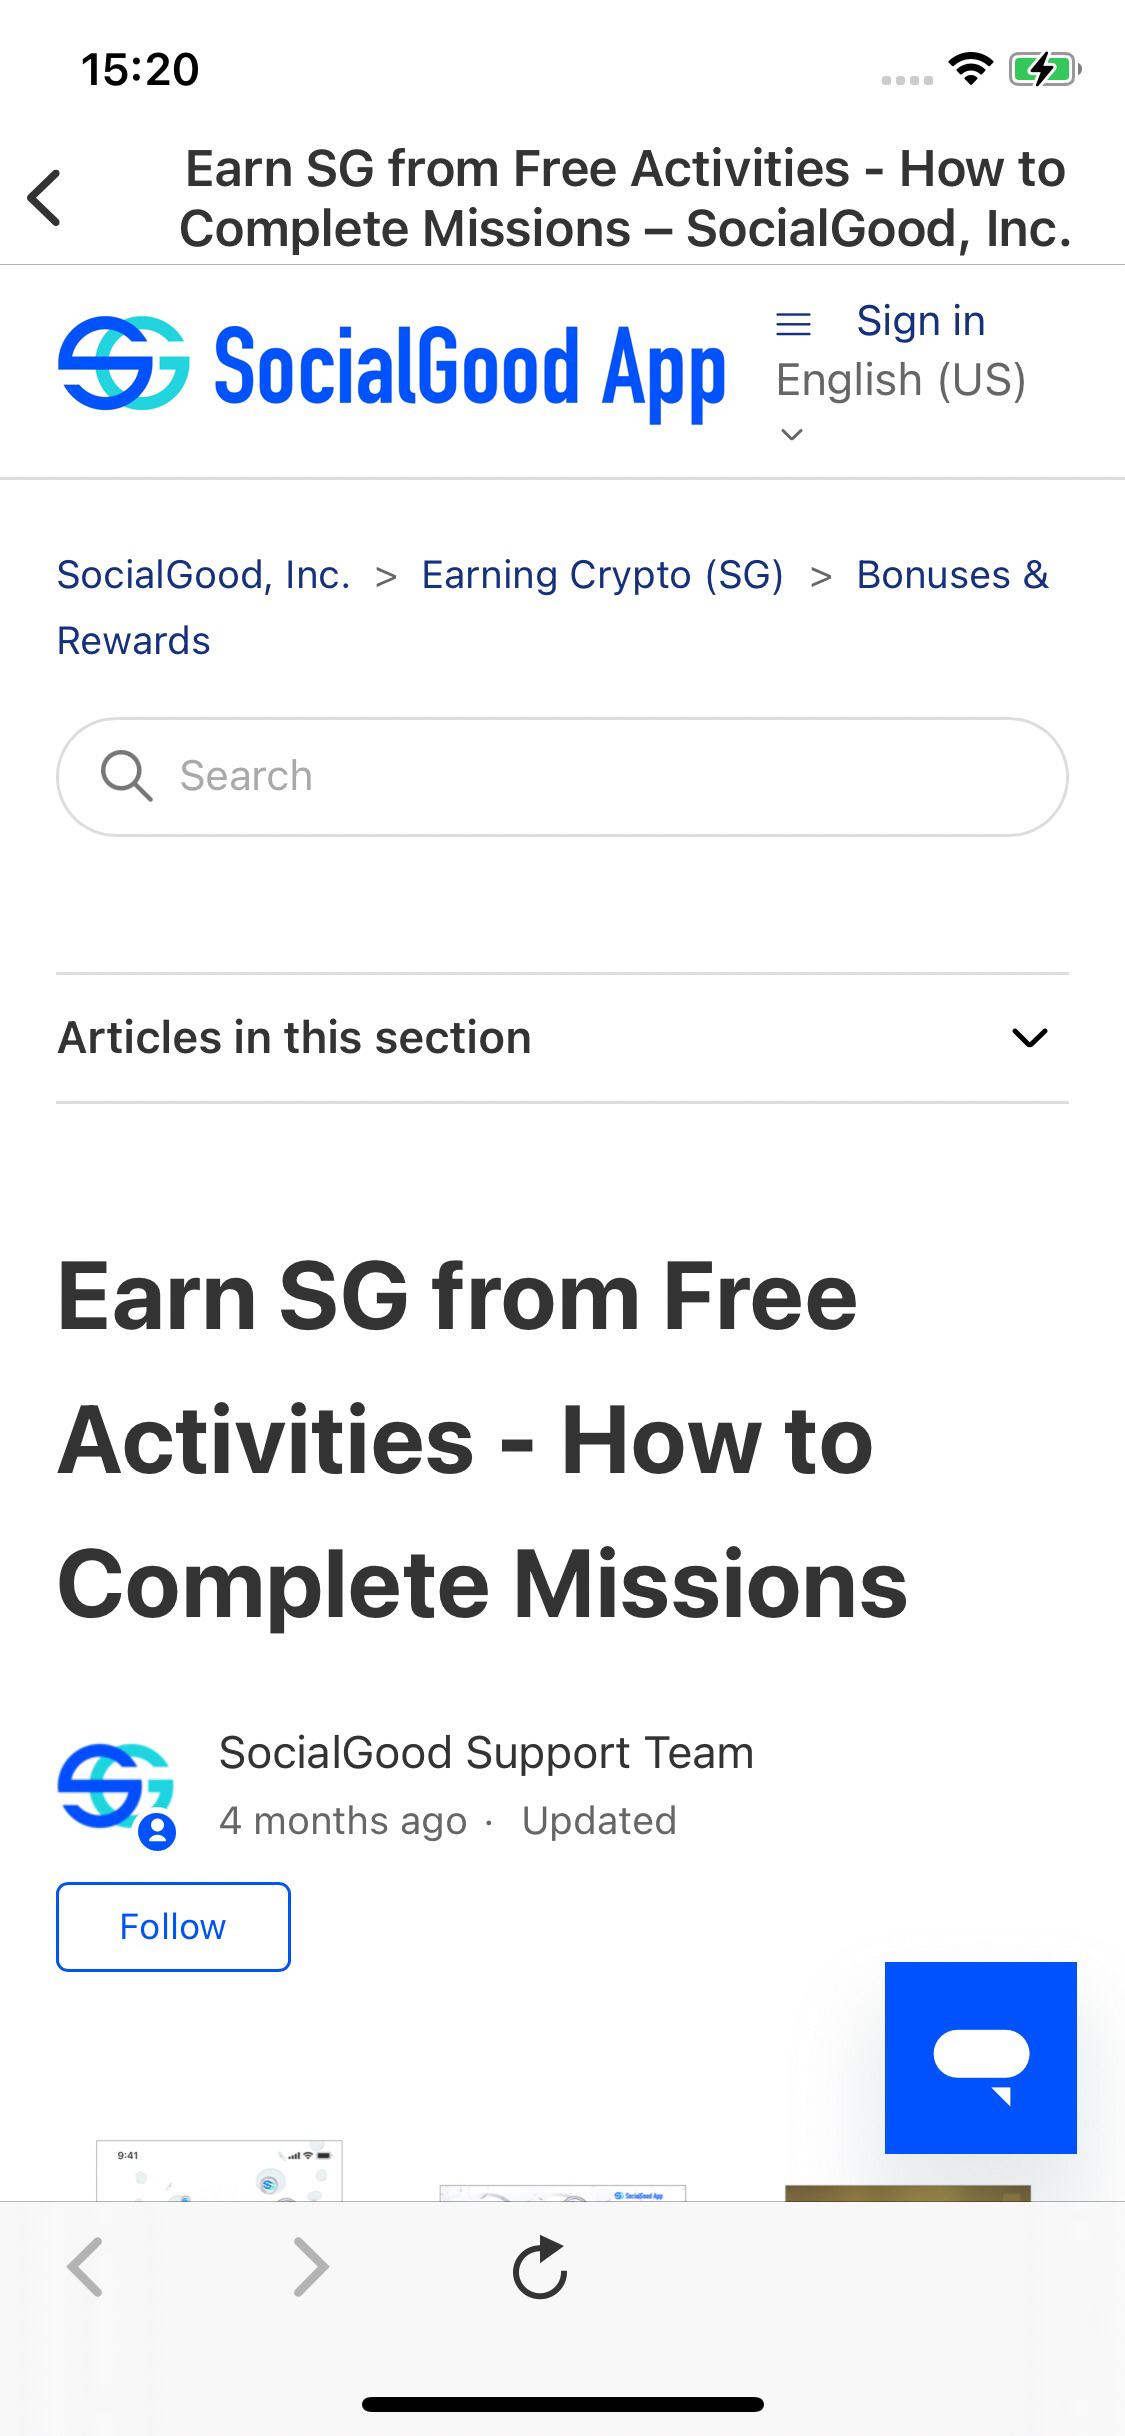 15:20
Earn SG from Free Activities - How to
Complete Missions – SocialGood, Inc.
SocialGood App
Sign in
English (US)
SocialGood, Inc. > Earning Crypto (SG) > Bonuses &
Rewards
Search
Articles in this section
Earn SG from Free
Activities - How to
Complete Missions
SocialGood Support Team
4 months ago · Updated
Follow
9:41
SocialGood App